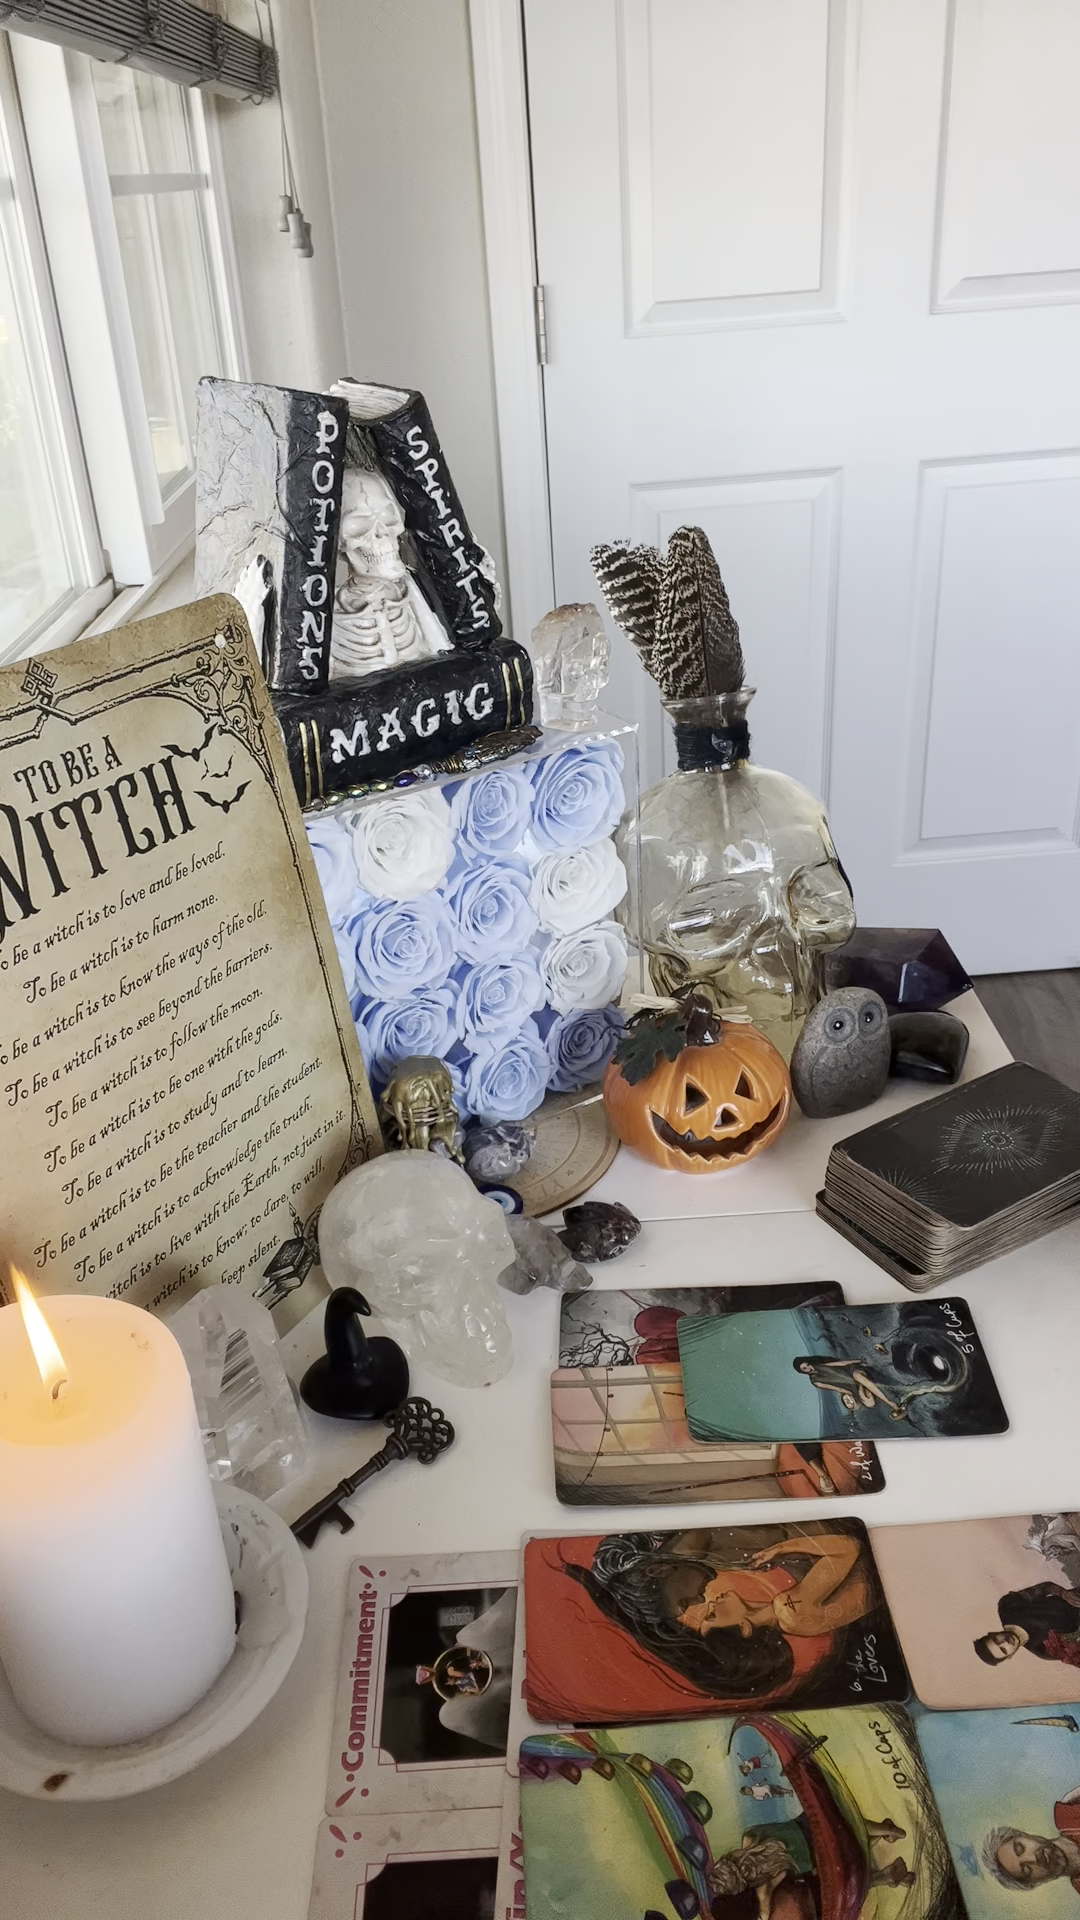 POTIONS
SPIRITS
MAGIC
TO BE A
WITCH
To be a witch is to love and be loved.
To be a witch is to harm none.
To be a witch is to know the ways of the old.
To be a witch is to see beyond the barriers.
To be a witch is to follow the moon.
To be a witch is to be one with the gods.
To be a witch is to study and to learn.
To be a witch is to be the teacher and the student.
To be a witch is to acknowledge the truth.
To be a witch is to live with the Earth, not just in it.
witch is to know; to dare, to will,
keep silent.
5 of Cups
2 of Wa
6. the
Lovers
Commitment
10 of Cups